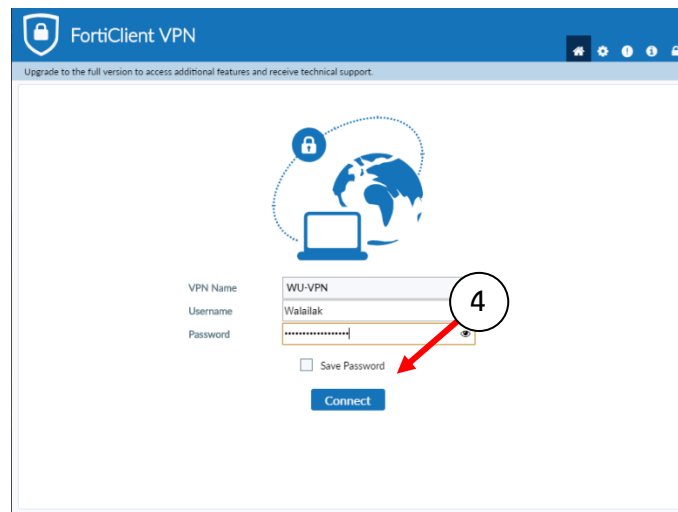 FortiClient VPN
Upgrade to the full version to access additional features and receive technical support.
VPN Name WU-VPN
Username Walailak
Password ••••••••••••••••••
4
Save Password
Connect